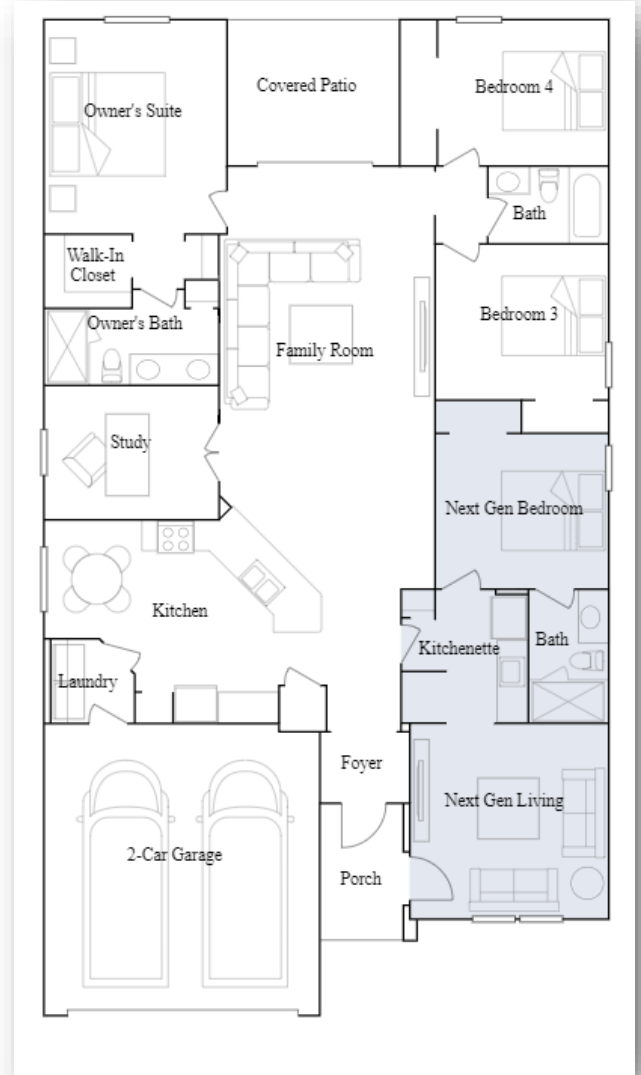 Covered Patio
Bedroom 4
Owner's Suite
Bath
Walk-In
Closet
Owner's Bath
Bedroom 3
Family Room
Study
Next Gen Bedroom
Kitchen
Kitchenette
Bath
Laundry
Foyer
Next Gen Living
2-Car Garage
Porch